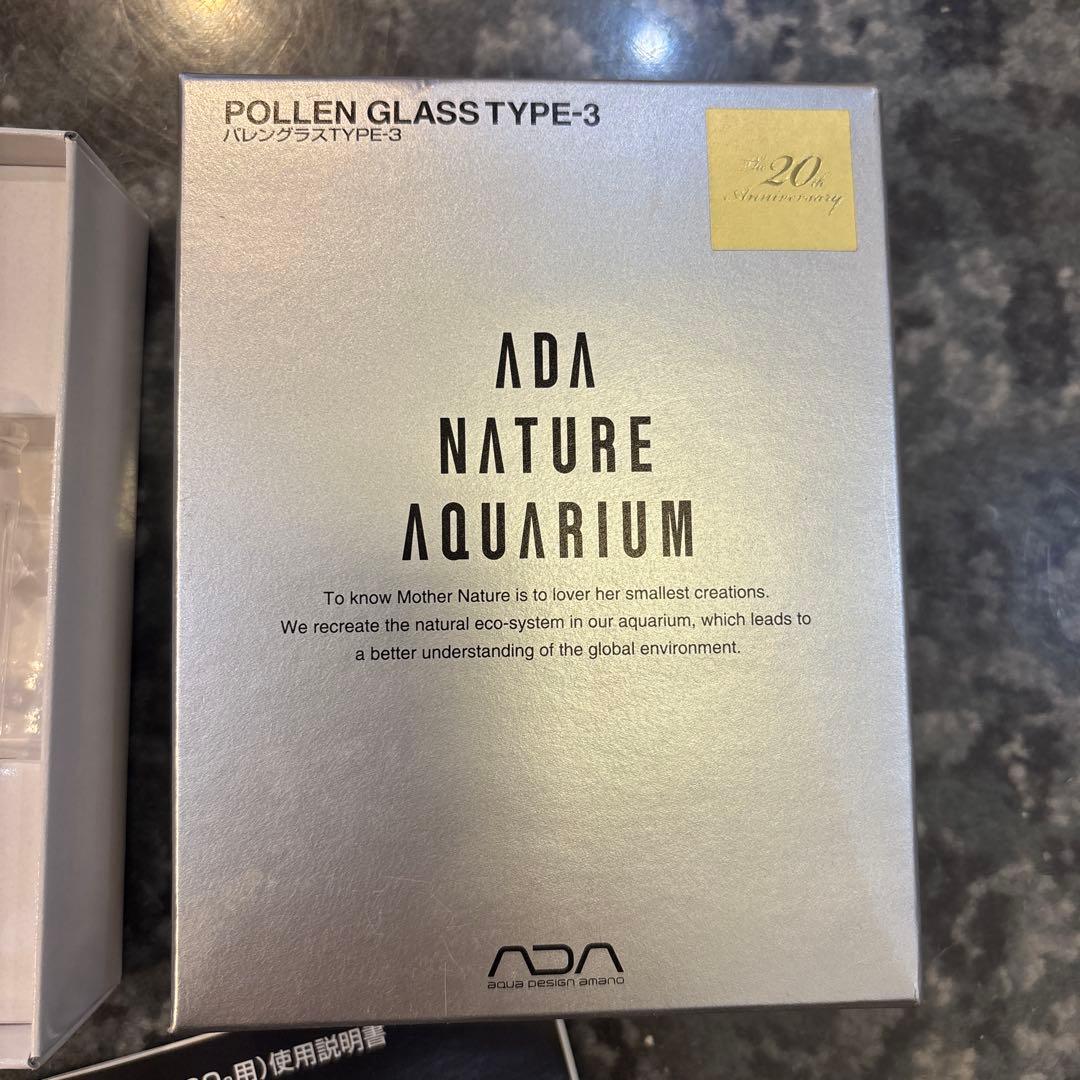 POLLEN GLASS TYPE-3
パレングラスTYPE-3
The 20th
Anniversary
ADA
NATURE
AQUARIUM
To know Mother Nature is to lover her smallest creations.
We recreate the natural eco-system in our aquarium, which leads to
a better understanding of the global environment.
ADA
aqua design amano
用)使用説明書